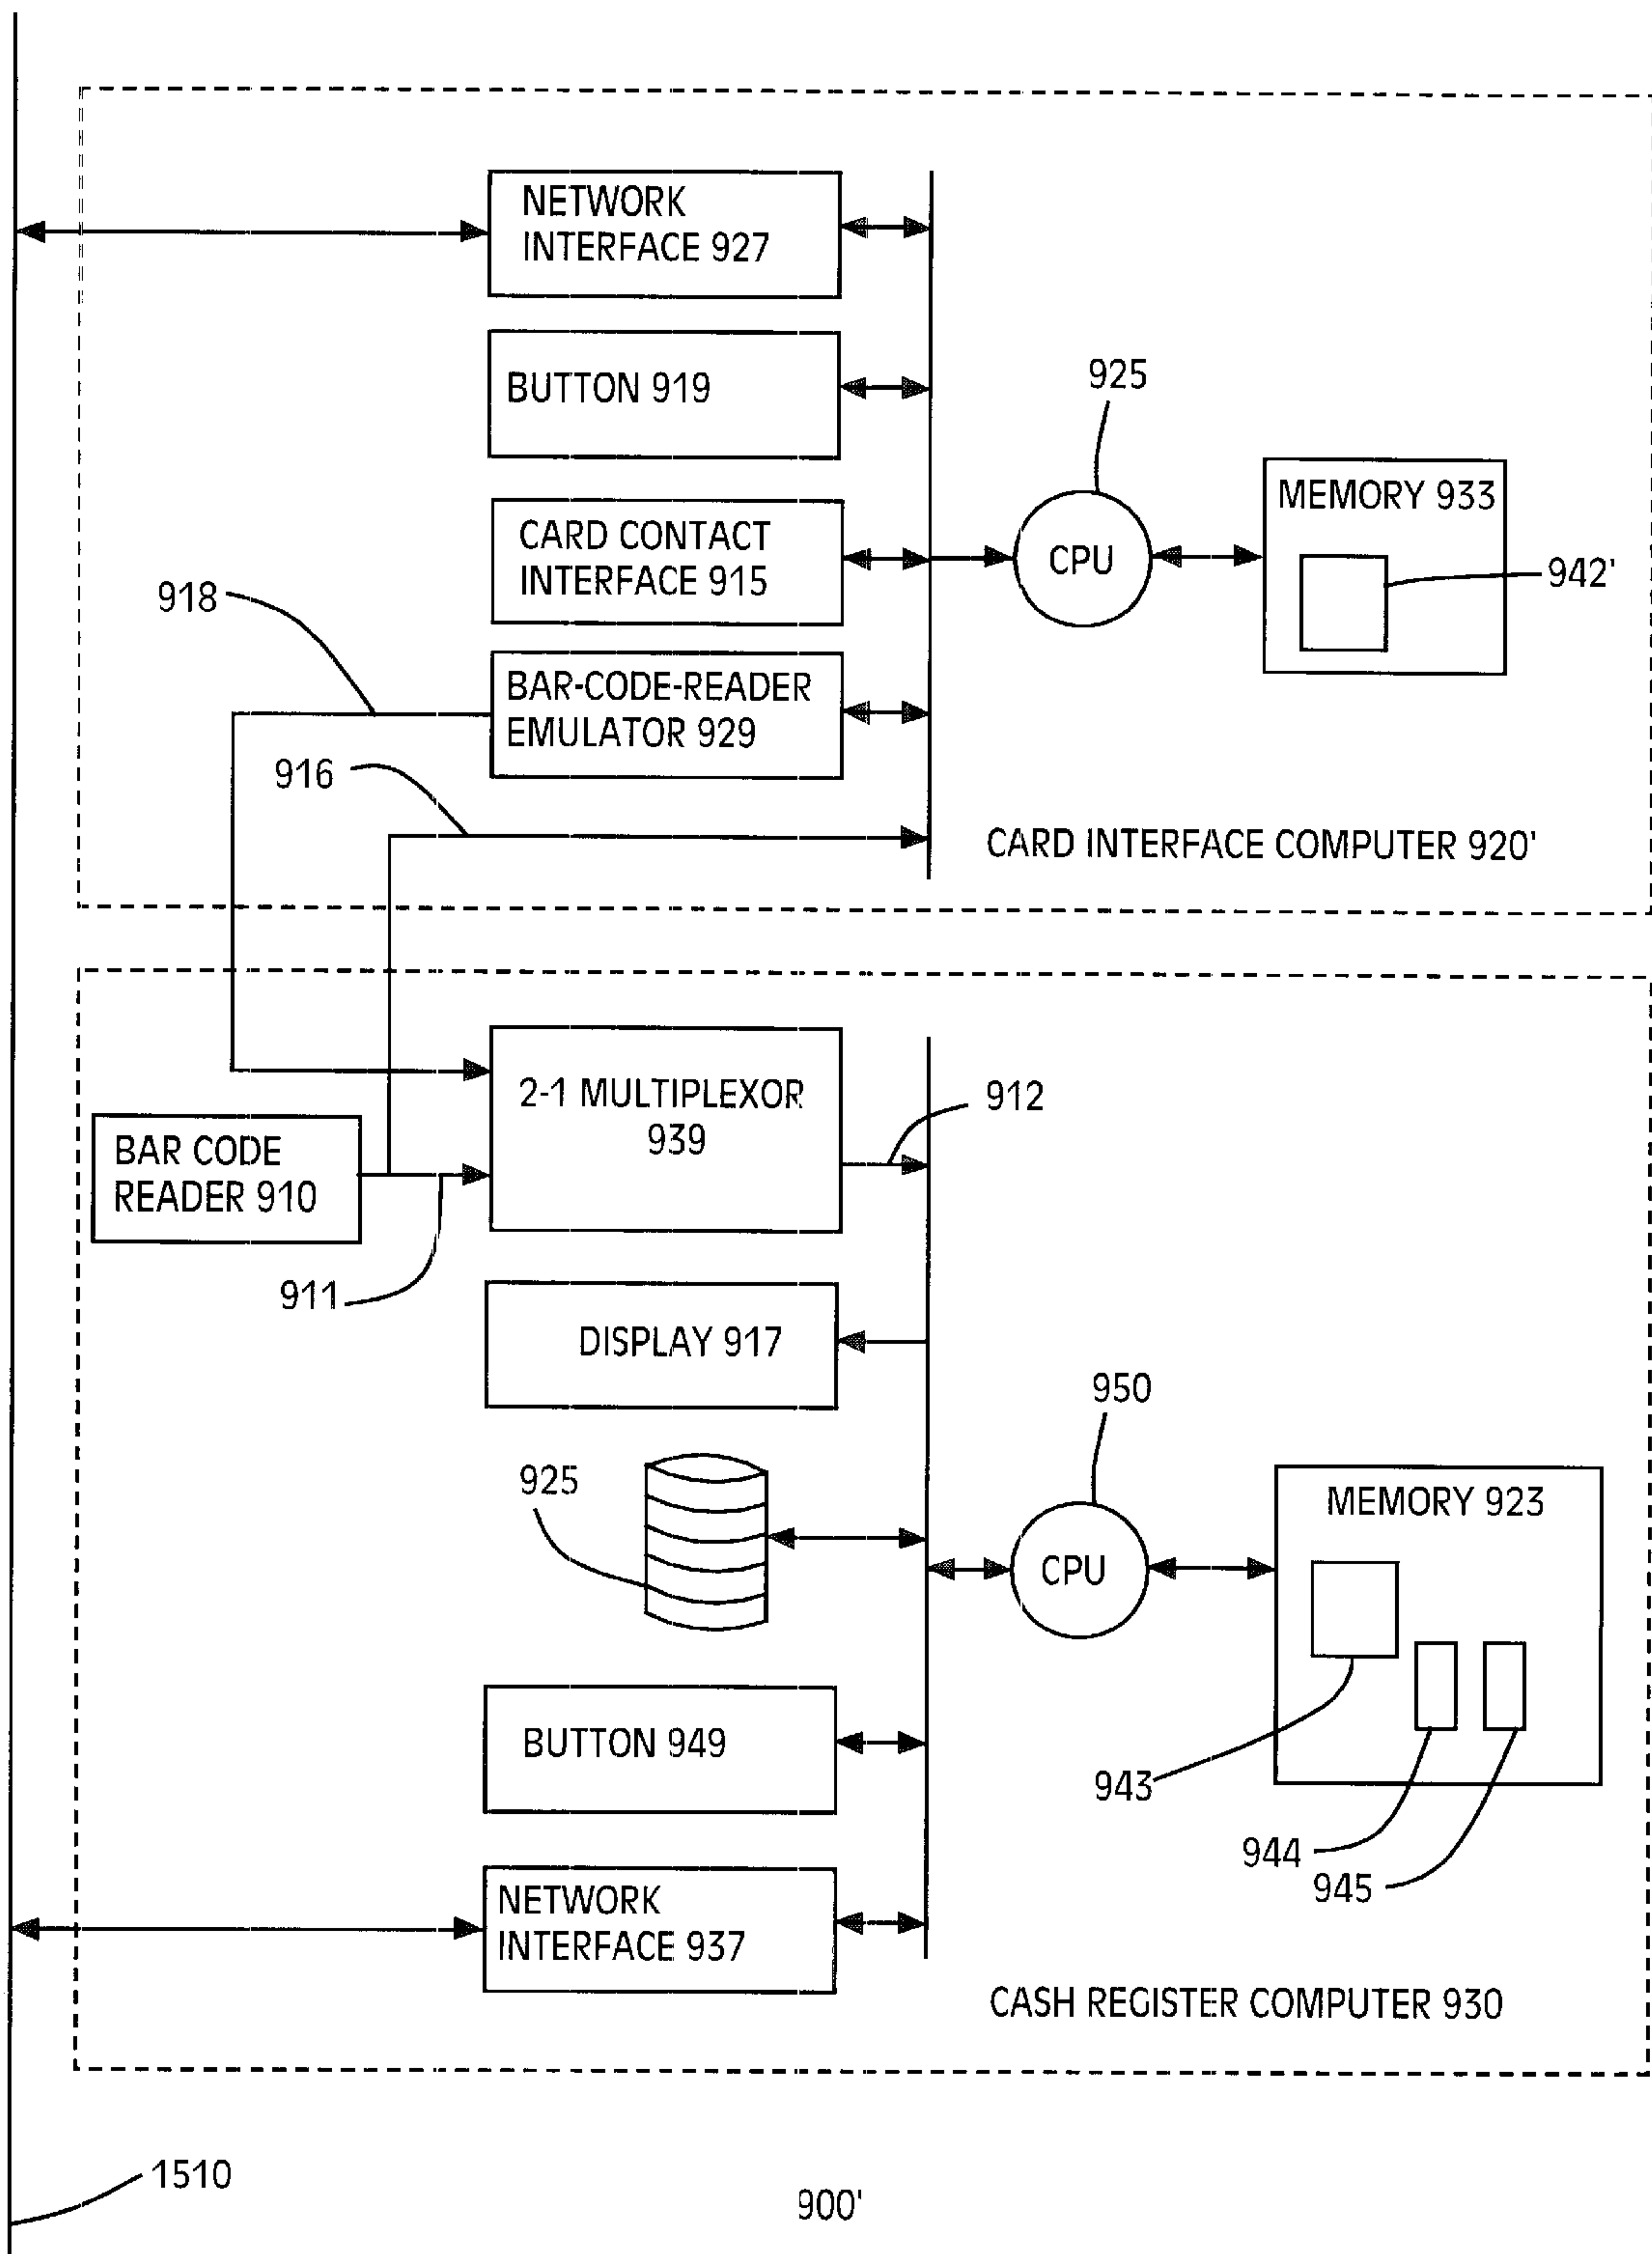 NETWORK
INTERFACE 927
BUTTON 919
925
CARD CONTACT
INTERFACE 915
CPU
MEMORY 933
942'
918
BAR-CODE-READER
EMULATOR 929
916
CARD INTERFACE COMPUTER 920'
2-1 MULTIPLEXOR
939
912
BAR CODE
READER 910
911
DISPLAY 917
950
925
CPU
MEMORY 923
BUTTON 949
943
944
945
NETWORK
INTERFACE 937
CASH REGISTER COMPUTER 930
1510
900'